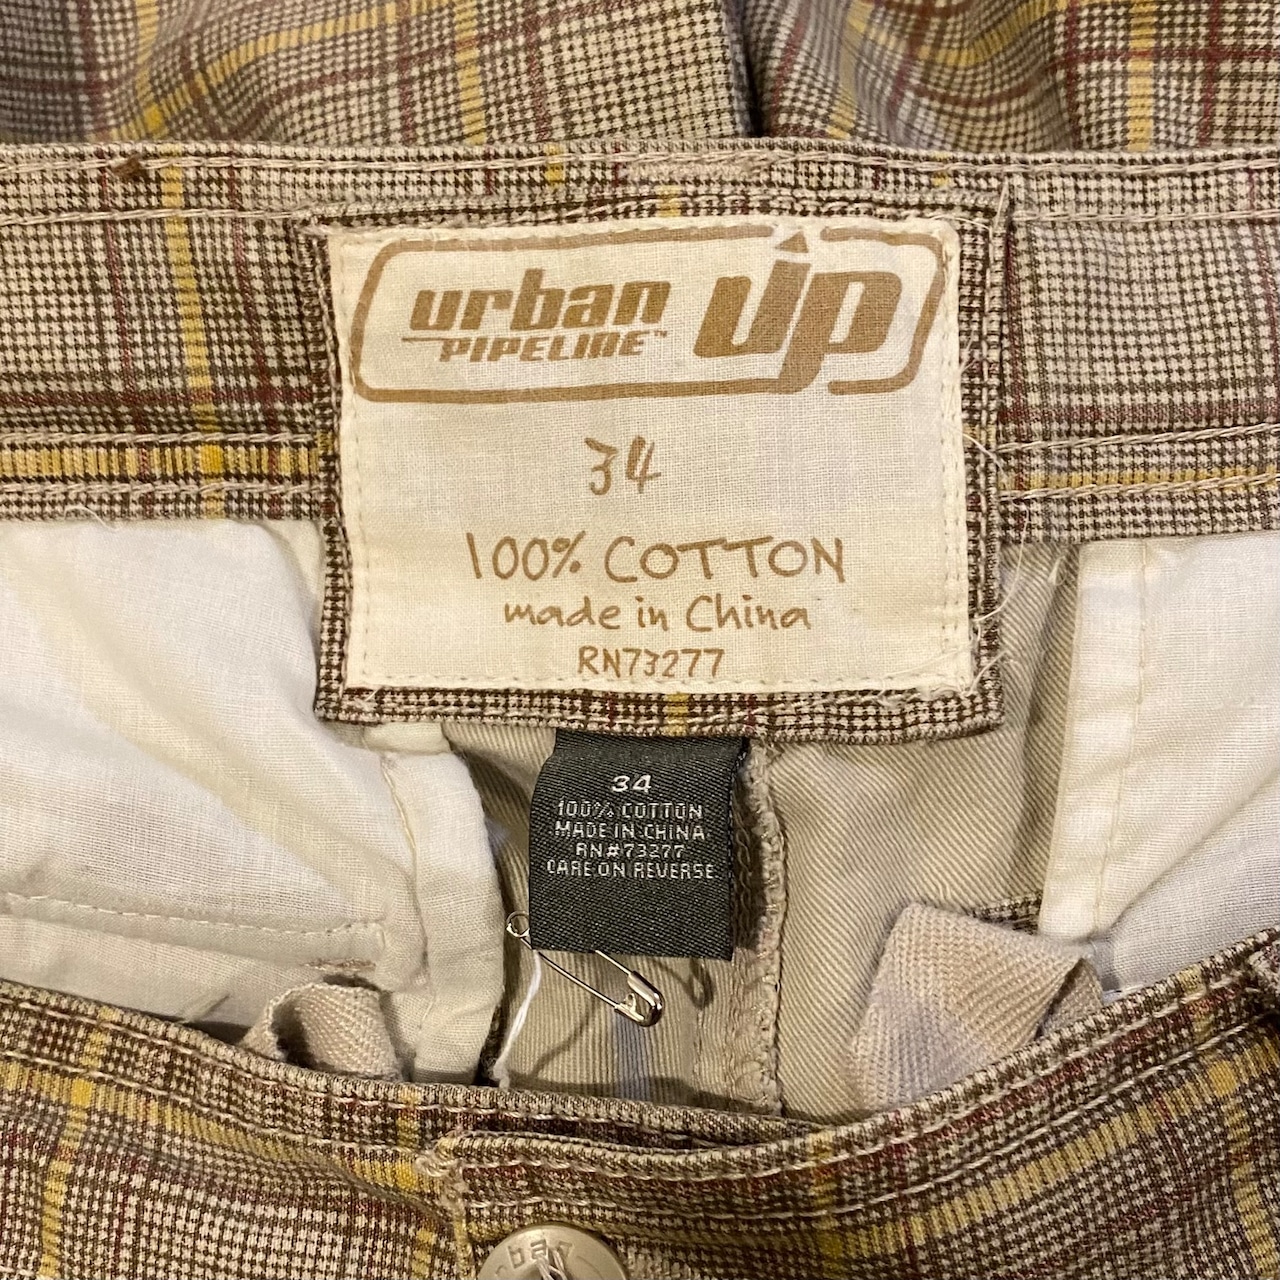 urban UP
PIPELINE™
34
100% COTTON
made in China
RN73277
34
100% COTTON
MADE IN CHINA
RN#73277
CARE ON REVERSE